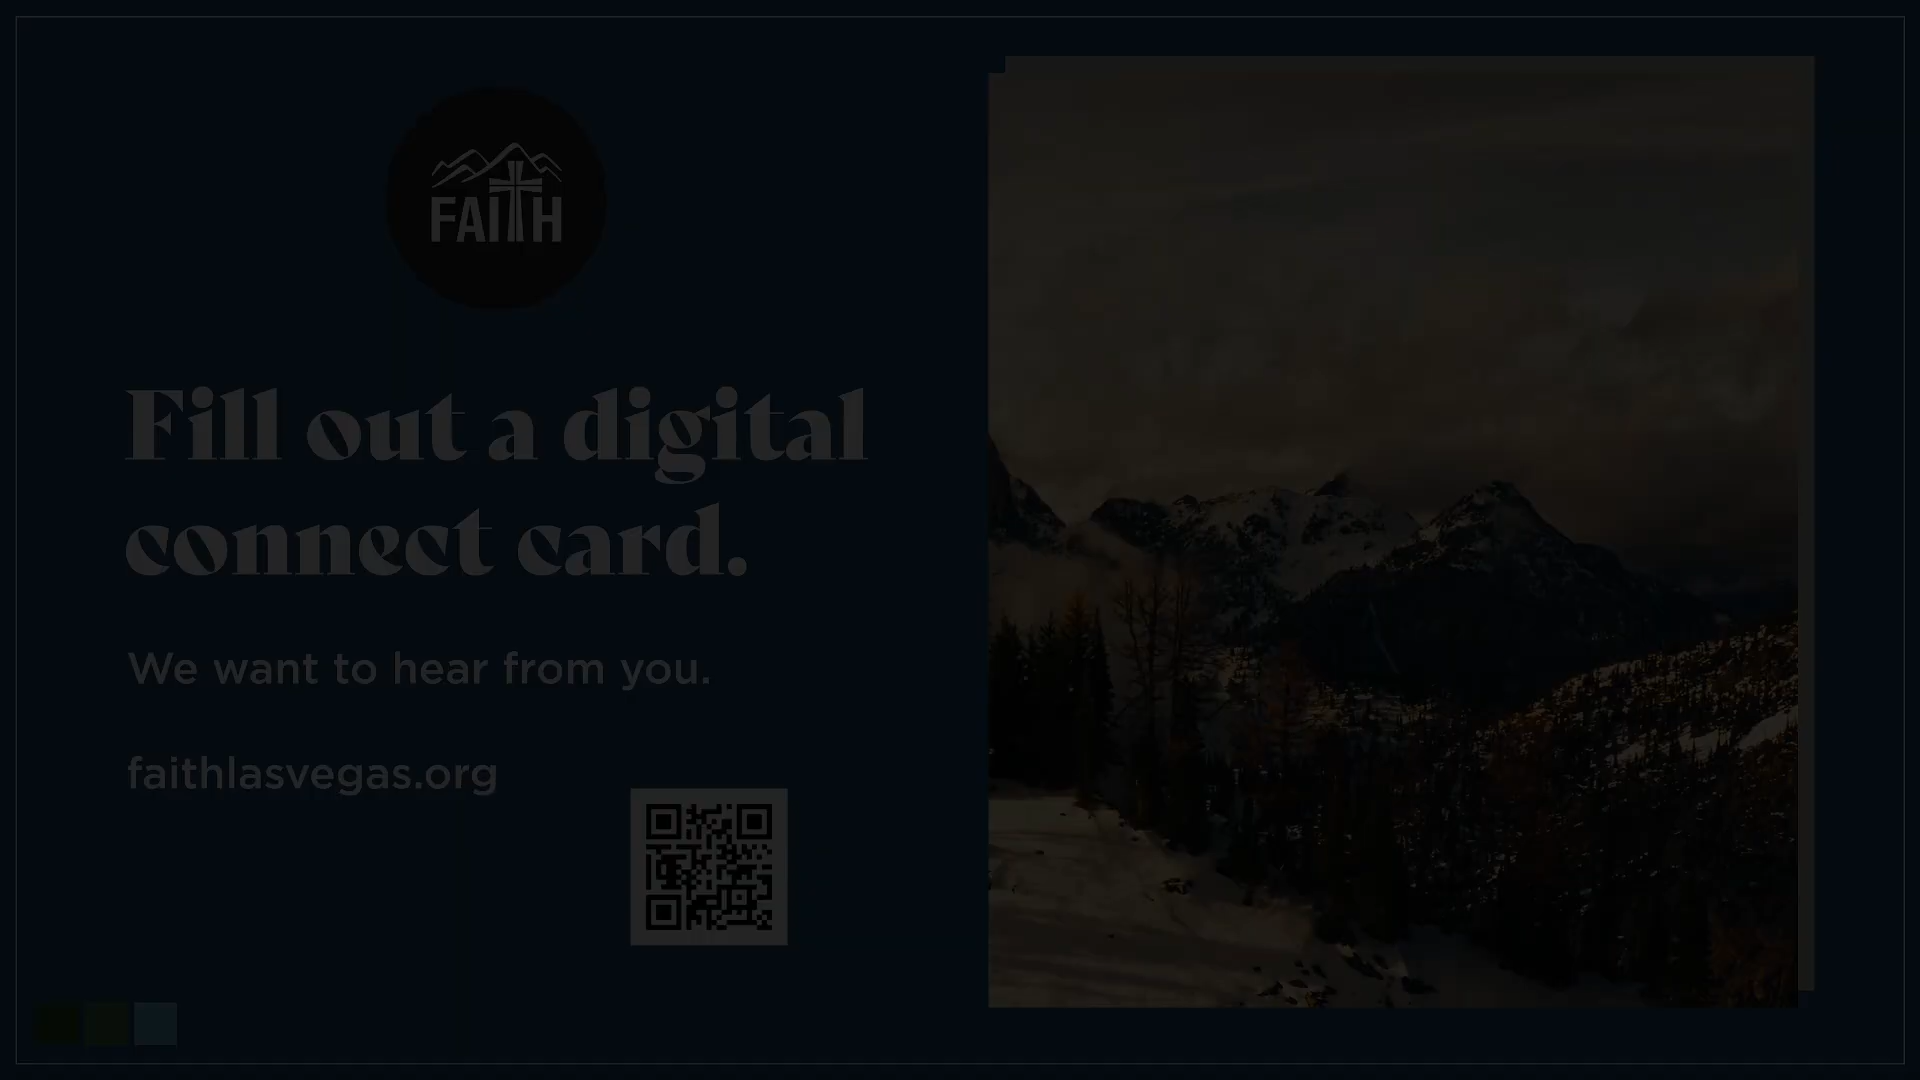 FAITH
Fill out a digital
connect card.
We want to hear from you.
faithlasvegas.org